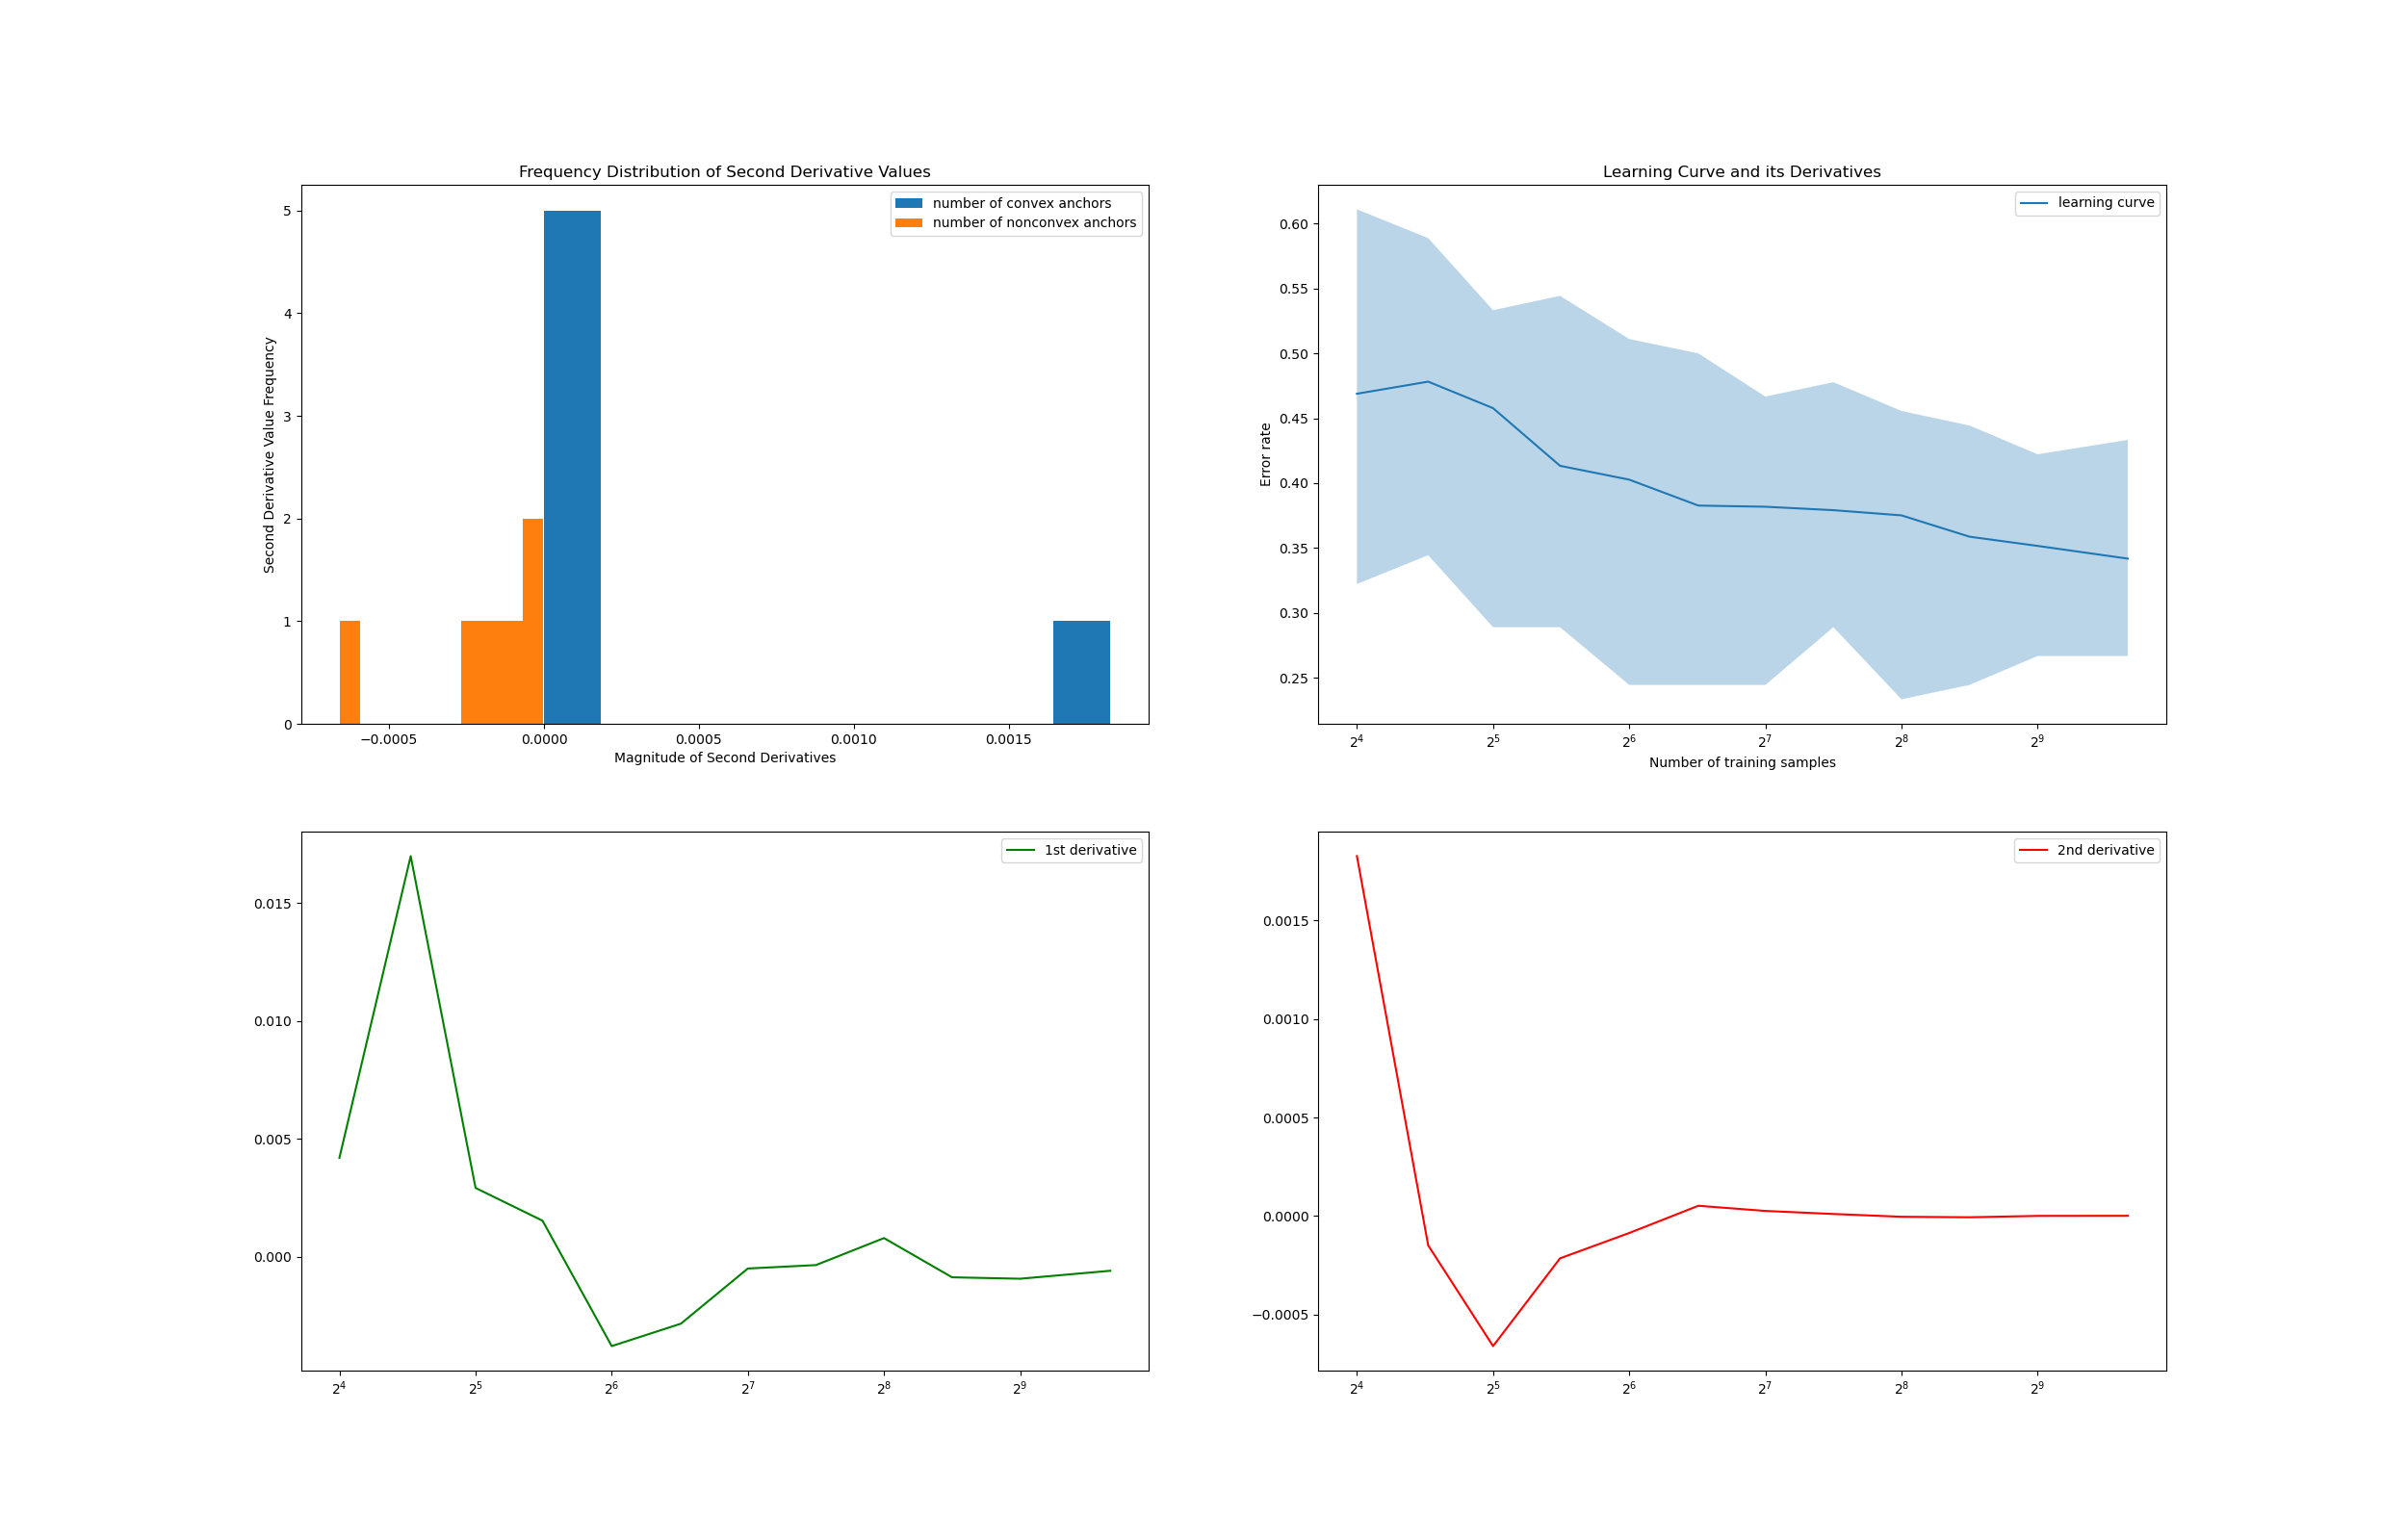 Frequency Distribution of Second Derivative Values
number of convex anchors
number of nonconvex anchors
Second Derivative Value Frequency
5
4
3
2
1
0
−0.0005 0.0000 0.0005 0.0010 0.0015
Magnitude of Second Derivatives
Learning Curve and its Derivatives
learning curve
Error rate
0.60
0.55
0.50
0.45
0.40
0.35
0.30
0.25
2⁴ 2⁵ 2⁶ 2⁷ 2⁸ 2⁹
Number of training samples
1st derivative
0.015
0.010
0.005
0.000
2⁴ 2⁵ 2⁶ 2⁷ 2⁸ 2⁹
2nd derivative
0.0015
0.0010
0.0005
0.0000
−0.0005
2⁴ 2⁵ 2⁶ 2⁷ 2⁸ 2⁹